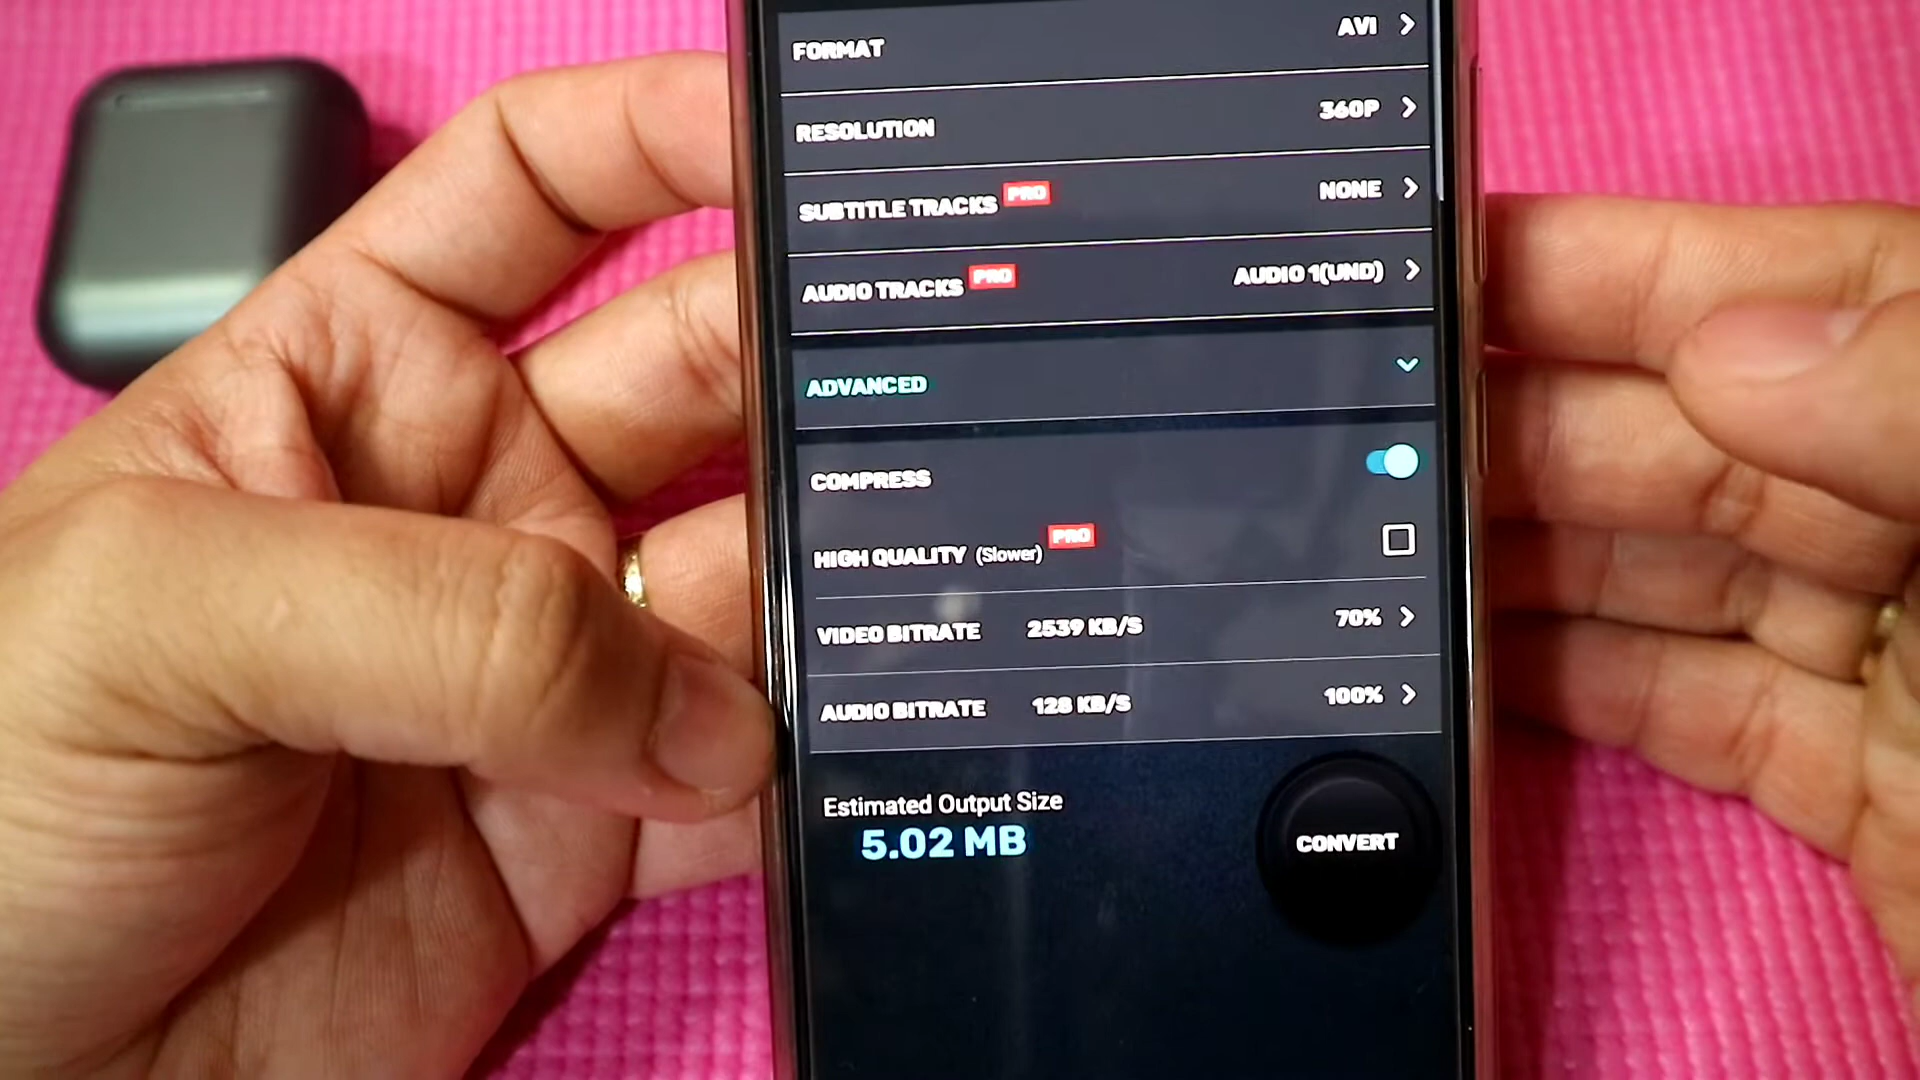 FORMAT AVI
RESOLUTION 360P
SUBTITLE TRACKS PRO NONE
AUDIO TRACKS PRO AUDIO 1(UND)
ADVANCED
COMPRESS
HIGH QUALITY (Slower) PRO
VIDEO BITRATE 2539 KB/S 70%
AUDIO BITRATE 128 KB/S 100%
Estimated Output Size
5.02 MB
CONVERT